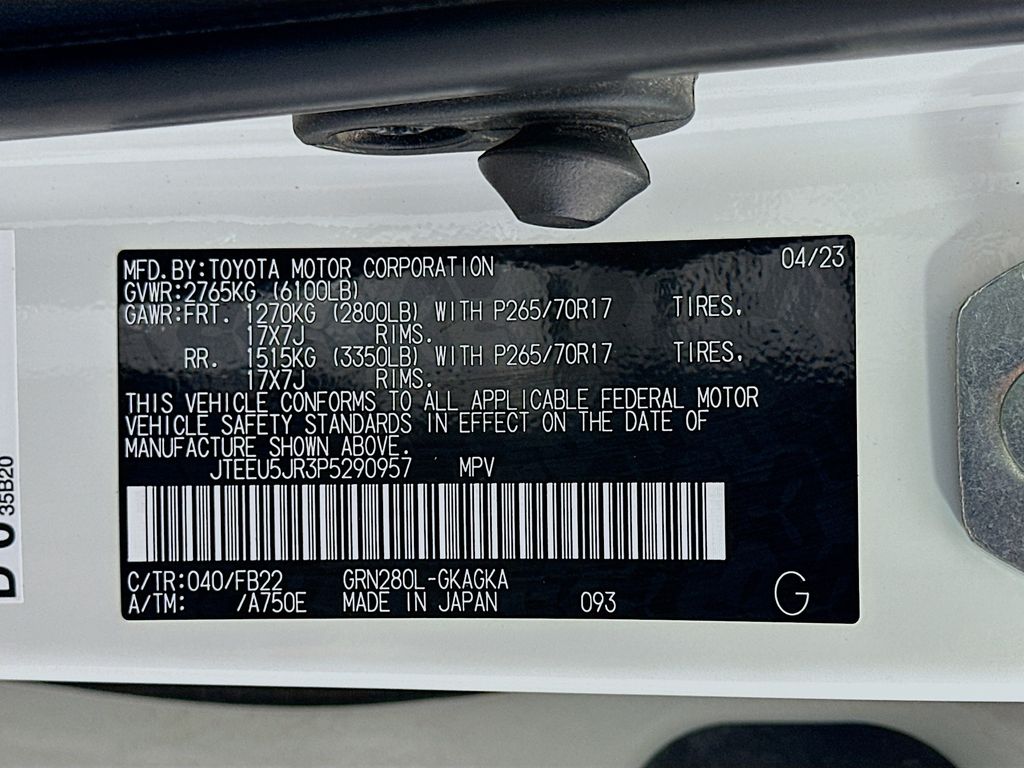 MFD.BY:TOYOTA MOTOR CORPORATION 04/23
GVWR:2765KG (6100LB)
GAWR:FRT. 1270KG (2800LB) WITH P265/70R17 TIRES,
17X7J RIMS.
RR. 1515KG (3350LB) WITH P265/70R17 TIRES,
17X7J RIMS.
THIS VEHICLE CONFORMS TO ALL APPLICABLE FEDERAL MOTOR
VEHICLE SAFETY STANDARDS IN EFFECT ON THE DATE OF
MANUFACTURE SHOWN ABOVE.
JTEEU5JR3P5290957 MPV
C/TR:040/FB22 GRN280L-GKAGKA
A/TM: /A750E MADE IN JAPAN 093 G
35B20